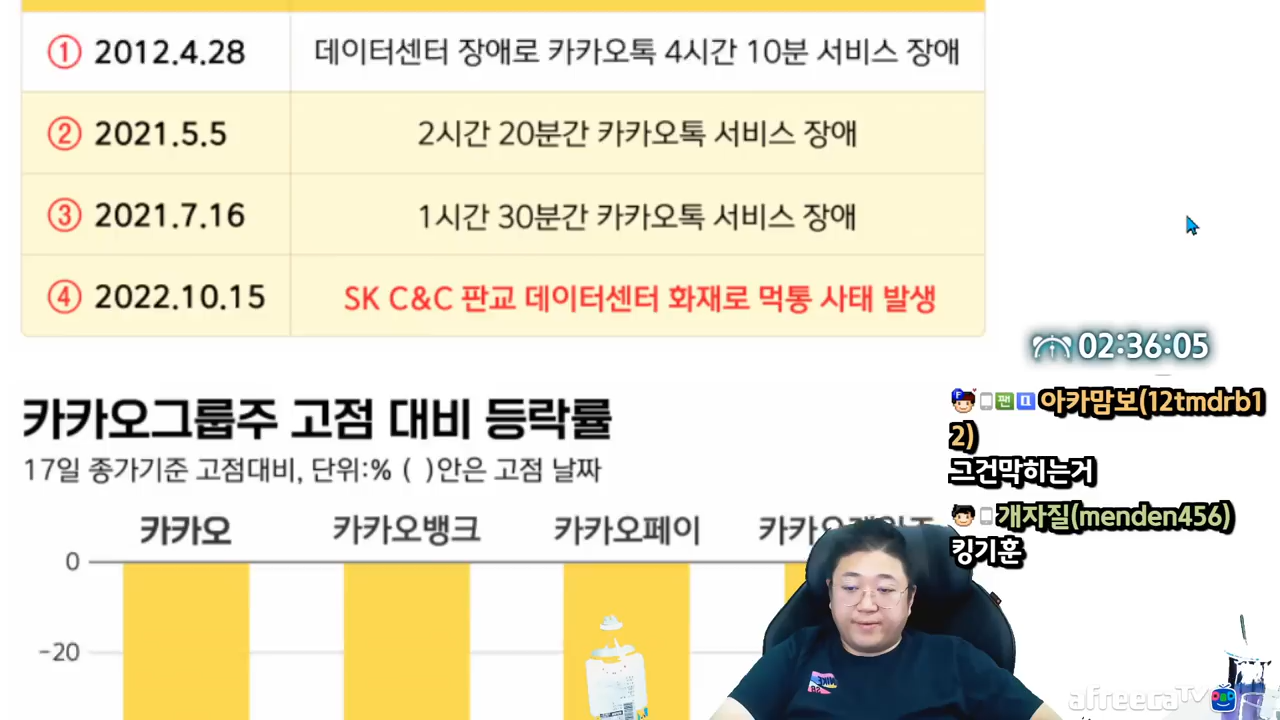 ① 2012.4.28 데이터센터 장애로 카카오톡 4시간 10분 서비스 장애
② 2021.5.5 2시간 20분간 카카오톡 서비스 장애
③ 2021.7.16 1시간 30분간 카카오톡 서비스 장애
④ 2022.10.15 SK C&C 판교 데이터센터 화재로 먹통 사태 발생
02:36:05
카카오그룹주 고점 대비 등락률
17일 종가기준 고점대비, 단위:% ( )안은 고점 날짜
카카오 카카오뱅크 카카오페이
0
-20
팬 아카맘보(12tmdrb1
2)
그건막히는거
개자질(menden456)
킹기훈
afreecaTV